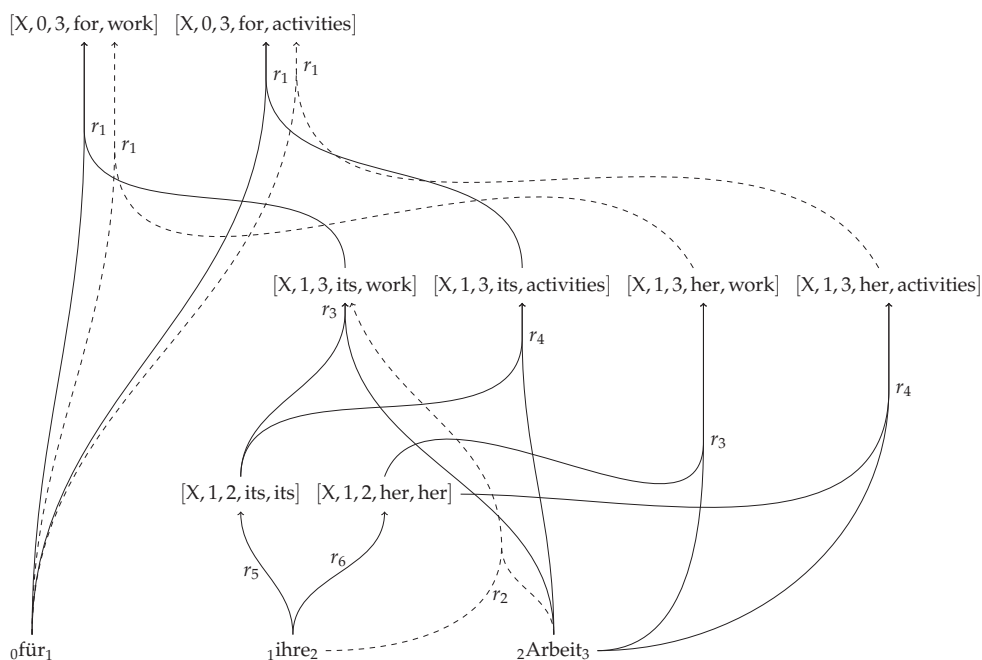 [X, 0, 3, for, work] [X, 0, 3, for, activities]
r₁ r₁
r₁ r₁
[X, 1, 3, its, work] [X, 1, 3, its, activities] [X, 1, 3, her, work] [X, 1, 3, her, activities]
r₃ r₄
r₄
r₃
[X, 1, 2, its, its] [X, 1, 2, her, her]
r₅ r₆ r₂
₀für₁ ₁ihre₂ ₂Arbeit₃